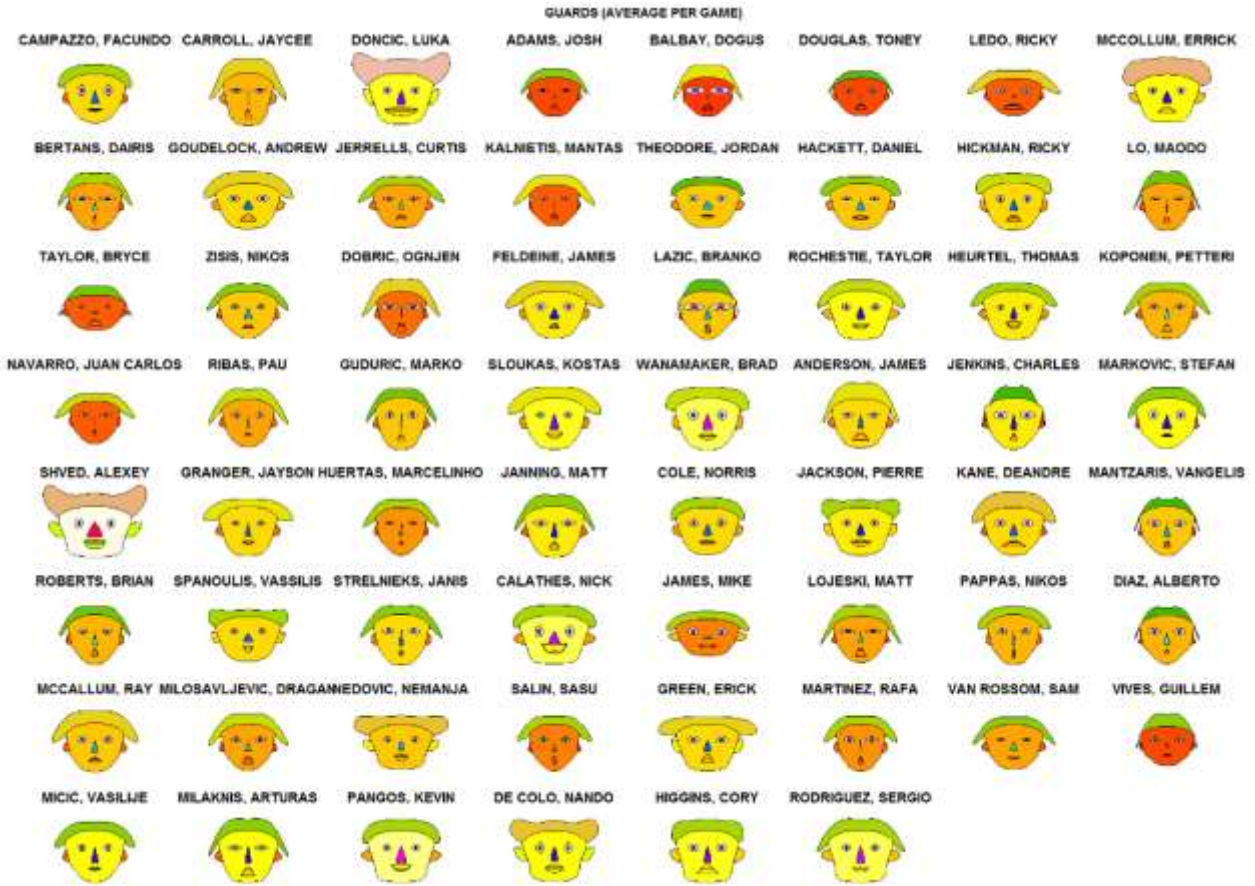 GUARDS (AVERAGE PER GAME)
CAMPAZZO, FACUNDO CARROLL, JAYCEE DONCIC, LUKA ADAMS, JOSH BALBAY, DOGUS DOUGLAS, TONEY LEDO, RICKY MCCOLLUM, ERRICK
BERTANS, DAIRIS GOUDELOCK, ANDREW JERRELLS, CURTIS KALNIETIS, MANTAS THEODORE, JORDAN HACKETT, DANIEL HICKMAN, RICKY LO, MAODO
TAYLOR, BRYCE ZISIS, NIKOS DOBRIC, OGNJEN FELDEINE, JAMES LAZIC, BRANKO ROCHESTIE, TAYLOR HEURTEL, THOMAS KOPONEN, PETTERI
NAVARRO, JUAN CARLOS RIBAS, PAU GUDURIC, MARKO SLOUKAS, KOSTAS WANAMAKER, BRAD ANDERSON, JAMES JENKINS, CHARLES MARKOVIC, STEFAN
SHVED, ALEXEY GRANGER, JAYSON HUERTAS, MARCELINHO JANNING, MATT COLE, NORRIS JACKSON, PIERRE KANE, DEANDRE MANTZARIS, VANGELIS
ROBERTS, BRIAN SPANOULIS, VASSILIS STRELNIEKS, JANIS CALATHES, NICK JAMES, MIKE LOJESKI, MATT PAPPAS, NIKOS DIAZ, ALBERTO
MCCALLUM, RAY MILOSAVLJEVIC, DRAGAN NEDOVIC, NEMANJA SALIN, SASU GREEN, ERICK MARTINEZ, RAFA VAN ROSSOM, SAM VIVES, GUILLEM
MICIC, VASILIJE MILAKNIS, ARTURAS PANGOS, KEVIN DE COLO, NANDO HIGGINS, CORY RODRIGUEZ, SERGIO